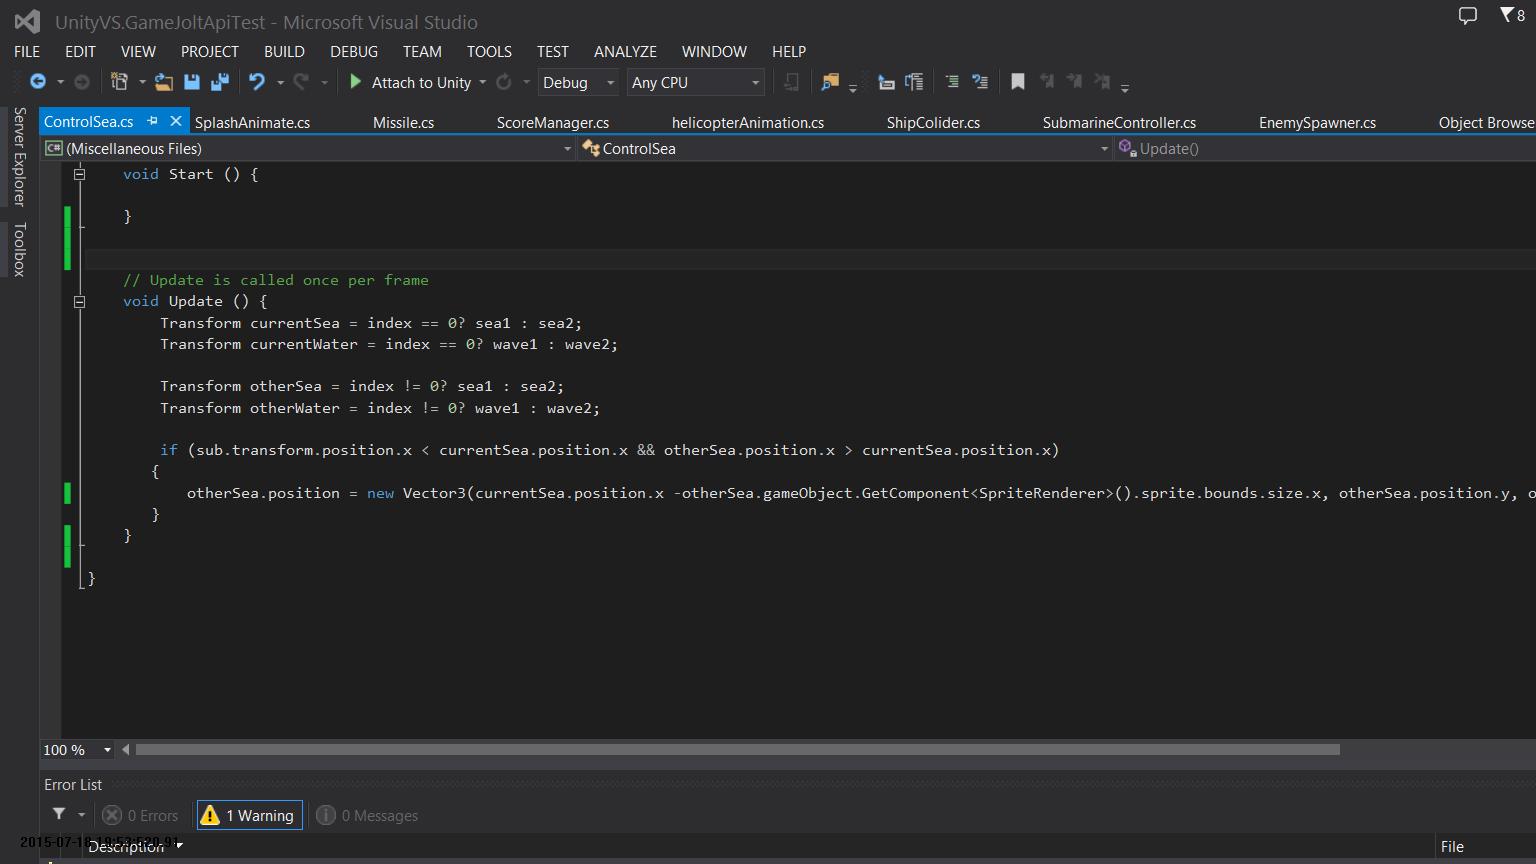 UnityVS.GameJoltApiTest - Microsoft Visual Studio
8
FILE EDIT VIEW PROJECT BUILD DEBUG TEAM TOOLS TEST ANALYZE WINDOW HELP
Attach to Unity Debug Any CPU
Server Explorer
Toolbox
ControlSea.cs SplashAnimate.cs Missile.cs ScoreManager.cs helicopterAnimation.cs ShipColider.cs SubmarineController.cs EnemySpawner.cs Object Browse
C# (Miscellaneous Files) ControlSea Update()
void Start () {
}
// Update is called once per frame
void Update () {
Transform currentSea = index == 0? sea1 : sea2;
Transform currentWater = index == 0? wave1 : wave2;
Transform otherSea = index != 0? sea1 : sea2;
Transform otherWater = index != 0? wave1 : wave2;
if (sub.transform.position.x < currentSea.position.x && otherSea.position.x > currentSea.position.x)
{
otherSea.position = new Vector3(currentSea.position.x -otherSea.gameObject.GetComponent<SpriteRenderer>().sprite.bounds.size.x, otherSea.position.y, o
}
}
}
100 %
Error List
0 Errors 1 Warning 0 Messages
Description File